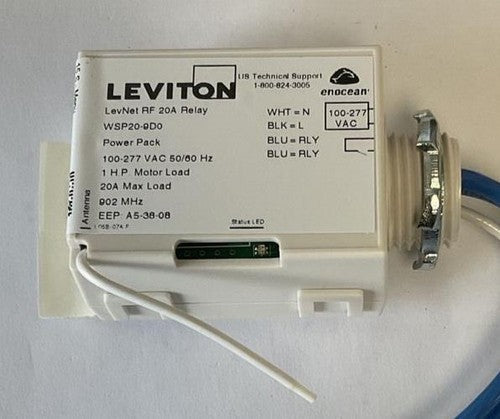 LEVITON
US Technical Support
1-800-824-3005
enocean
LevNet RF 20A Relay
WSP20-9D0
Power Pack
100-277 VAC 50/60 Hz
1 H.P. Motor Load
20A Max Load
902 MHz
EEP: A5-38-08
WHT = N
BLK = L
BLU = RLY
BLU = RLY
100-277
VAC
Status LED
Antenna